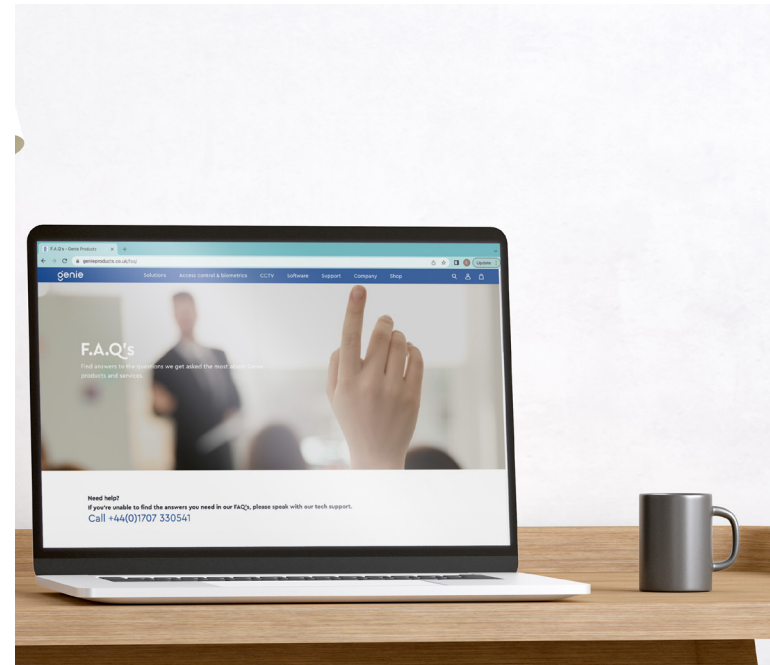 F.A.Q's - Genie Products
genieproducts.co.uk/faq/
Update
genie
Solutions Access control & biometrics CCTV Software Support Company Shop
F.A.Q's
Find answers to the questions we get asked the most about Genie
products and services.
Need help?
If you're unable to find the answers you need in our FAQ's, please speak with our tech support.
Call +44(0)1707 330541